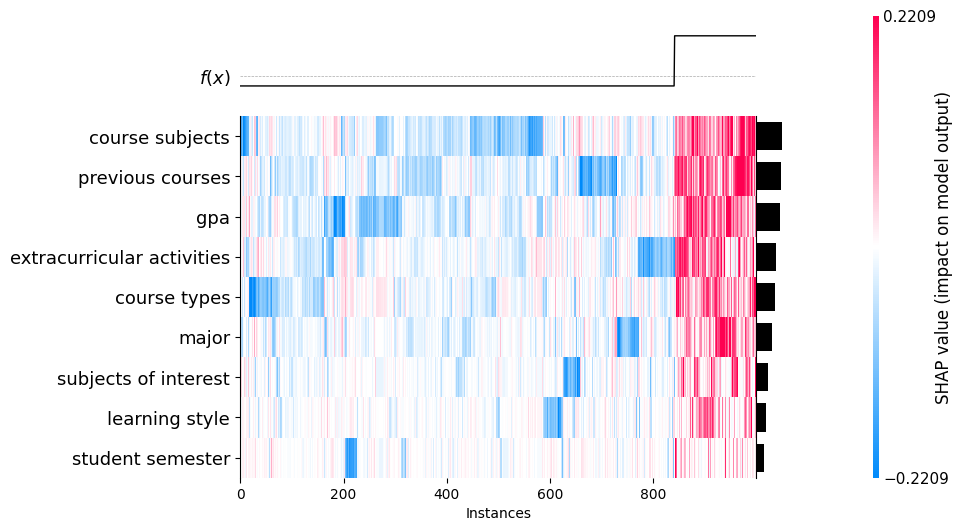 0.2209
f(x)
course subjects
previous courses
gpa
extracurricular activities
course types
major
subjects of interest
learning style
student semester
0 200 400 600 800
Instances
−0.2209
SHAP value (impact on model output)